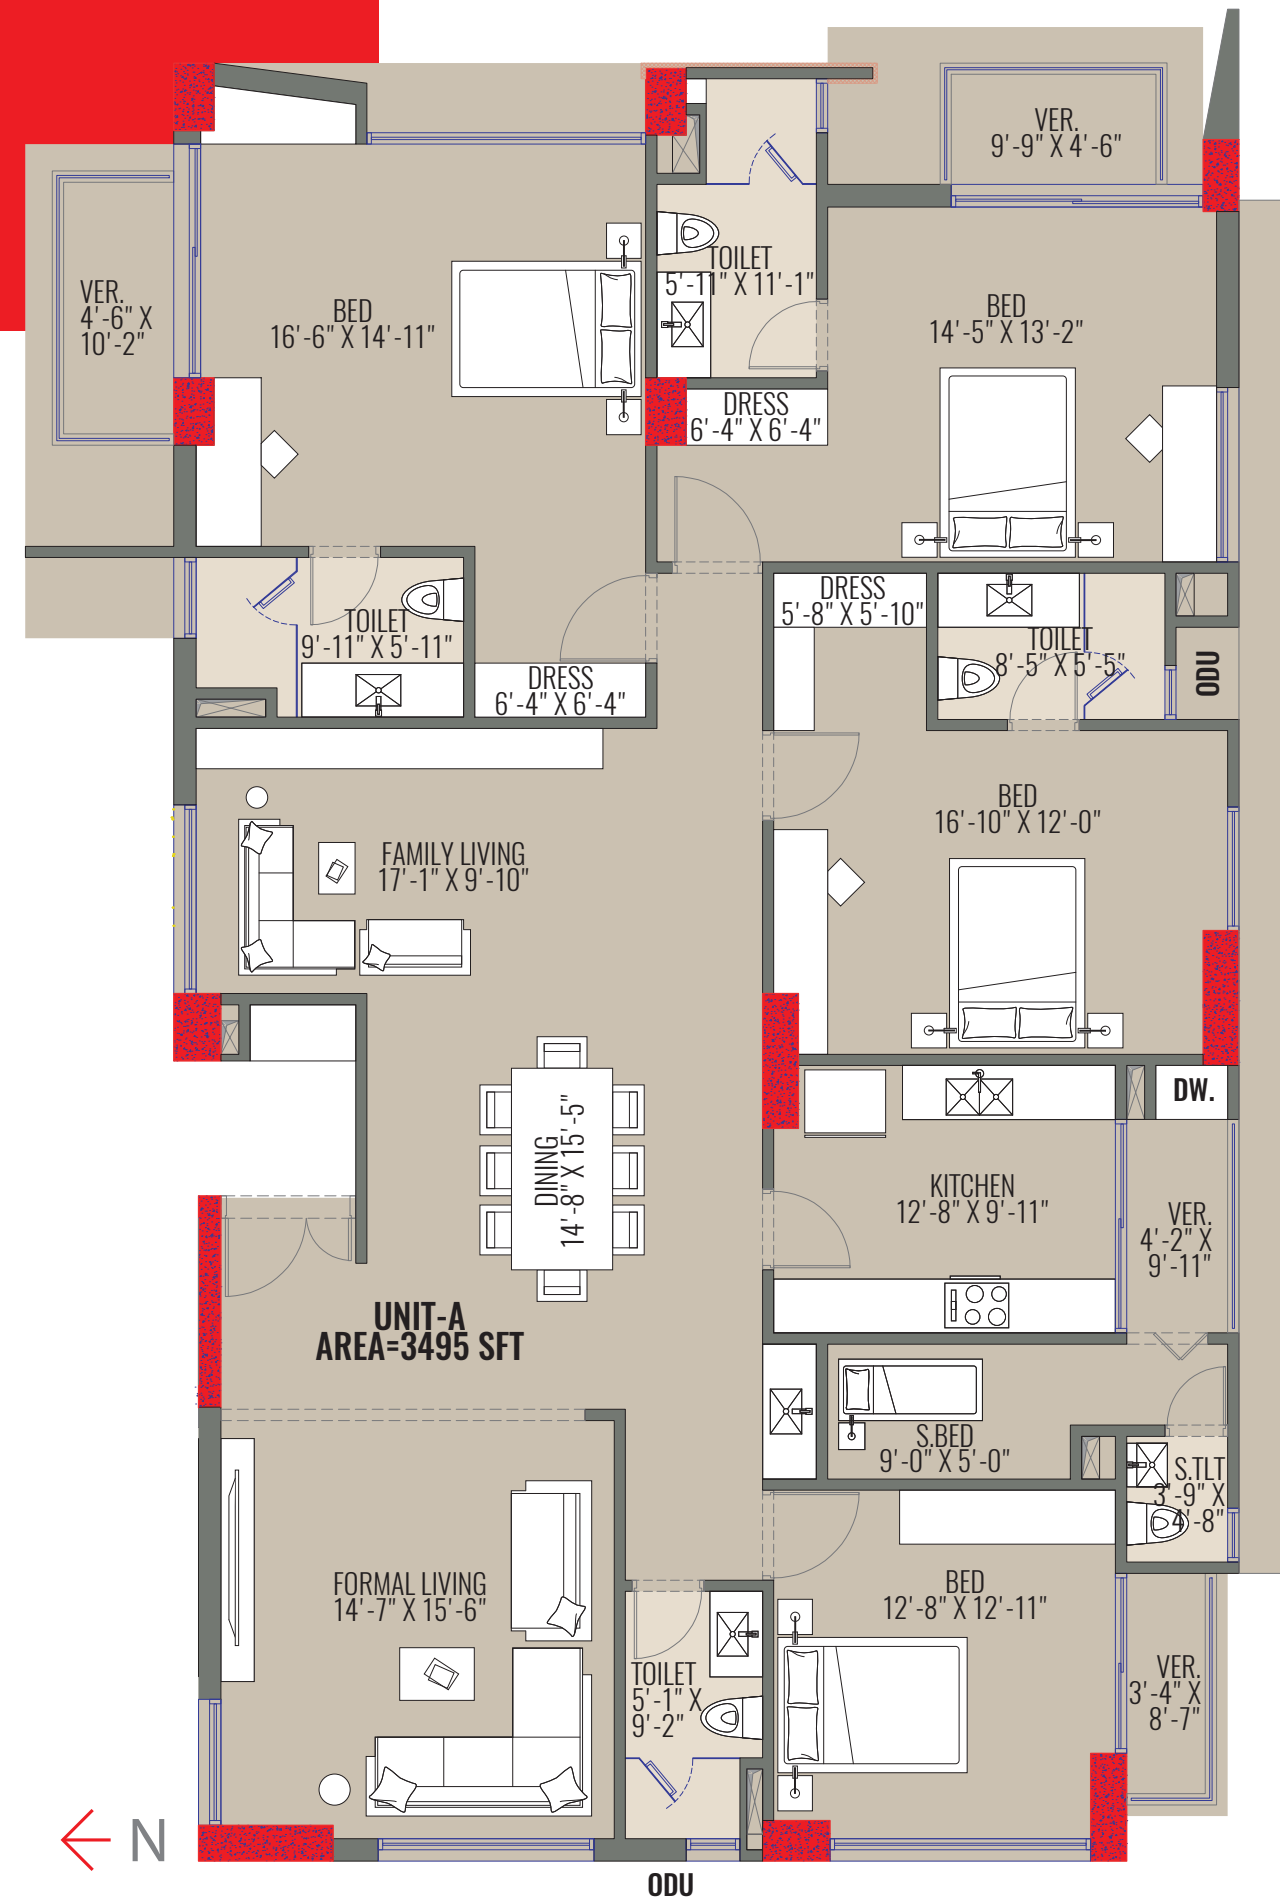 VER.
9'-9" X 4'-6"
TOILET
5'-11" X 11'-1"
VER.
4'-6" X
10'-2"
BED
16'-6" X 14'-11"
BED
14'-5" X 13'-2"
DRESS
6'-4" X 6'-4"
DRESS
5'-8" X 5'-10"
TOILET
9'-11" X 5'-11"
TOILET
8'-5" X 5'-5"
ODU
DRESS
6'-4" X 6'-4"
BED
16'-10" X 12'-0"
FAMILY LIVING
17'-1" X 9'-10"
DW.
DINING
14'-8" X 15'-5"
KITCHEN
12'-8" X 9'-11"
VER.
4'-2" X
9'-11"
UNIT-A
AREA=3495 SFT
S.BED
9'-0" X 5'-0"
S.TLT
3'-9" X
4'-8"
FORMAL LIVING
14'-7" X 15'-6"
BED
12'-8" X 12'-11"
TOILET
5'-1" X
9'-2"
VER.
3'-4" X
8'-7"
N
ODU